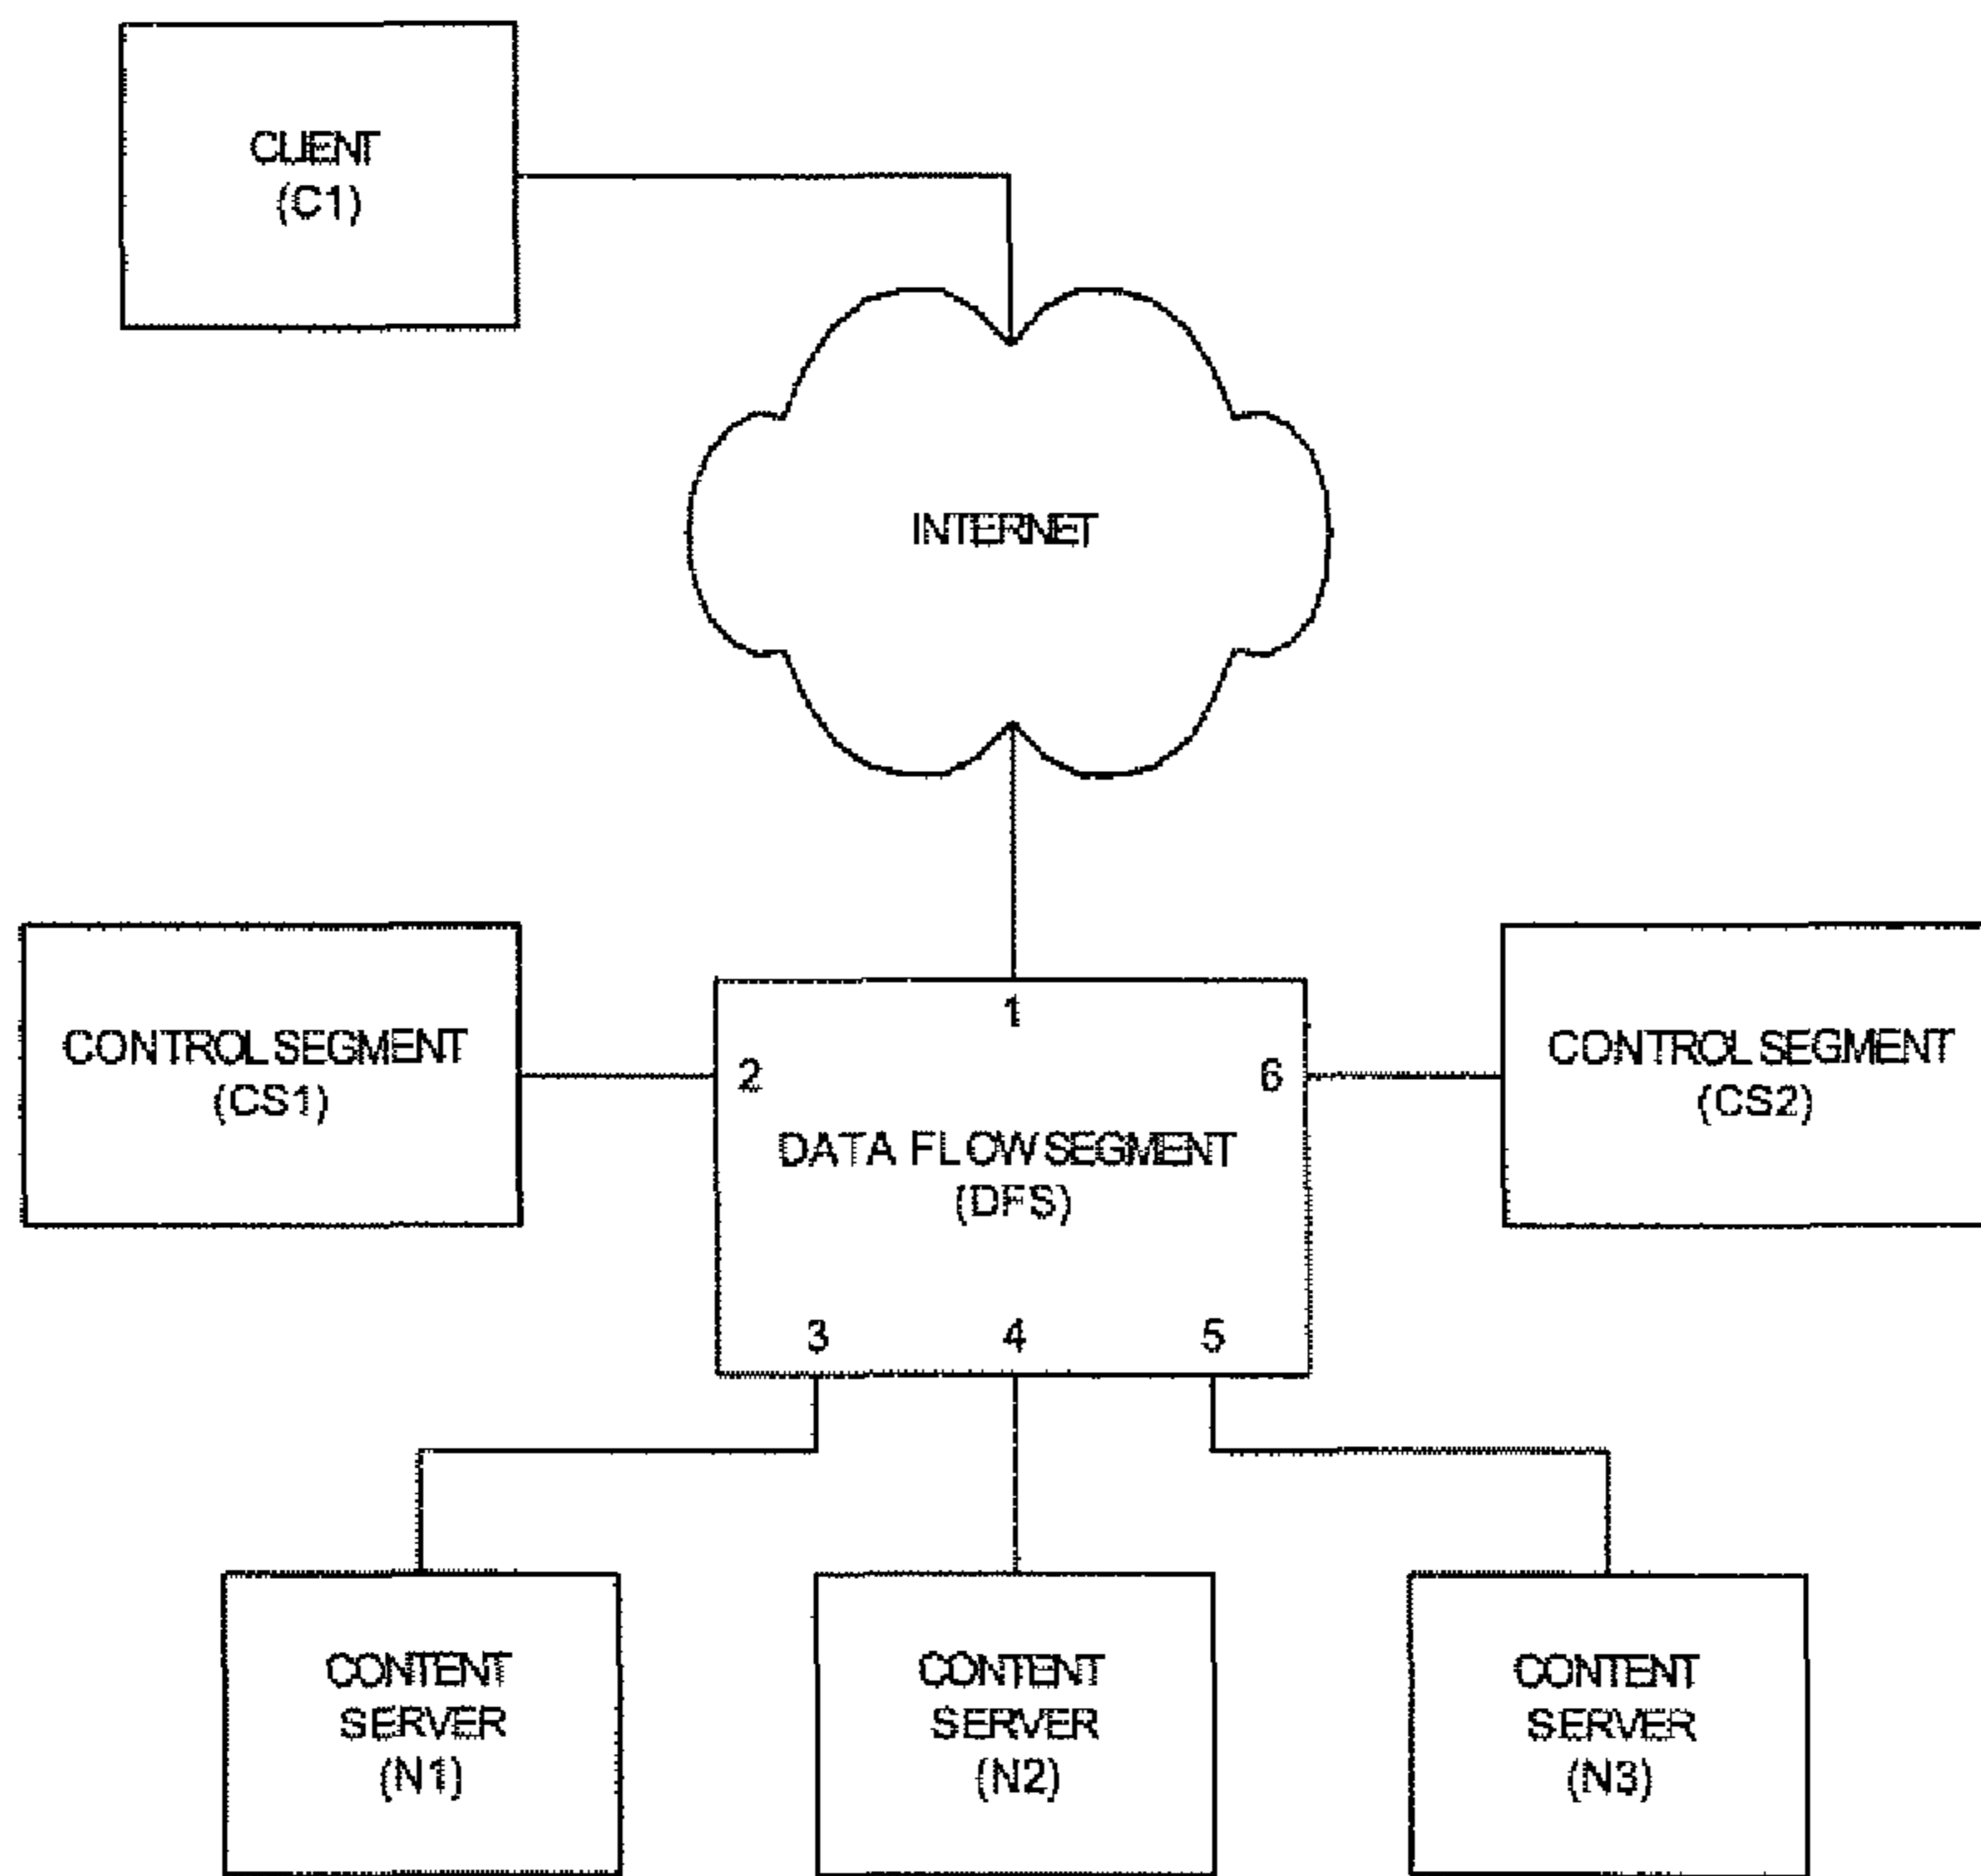 CLIENT
(C1)
INTERNET
CONTROL SEGMENT
(CS1)
1
2
6
DATA FLOW SEGMENT
(DFS)
3
4
5
CONTROL SEGMENT
(CS2)
CONTENT
SERVER
(N1)
CONTENT
SERVER
(N2)
CONTENT
SERVER
(N3)